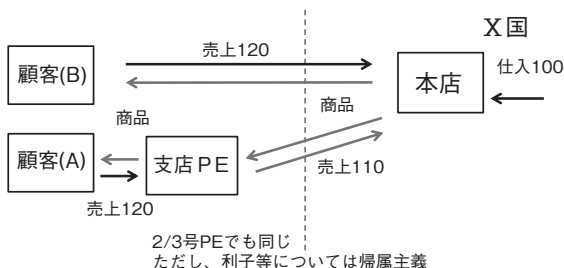 X国
売上120
仕入100
顧客(B)
本店
商品
商品
顧客(A)
支店PE
売上110
売上120
2/3号PEでも同じ
ただし、利子等については帰属主義